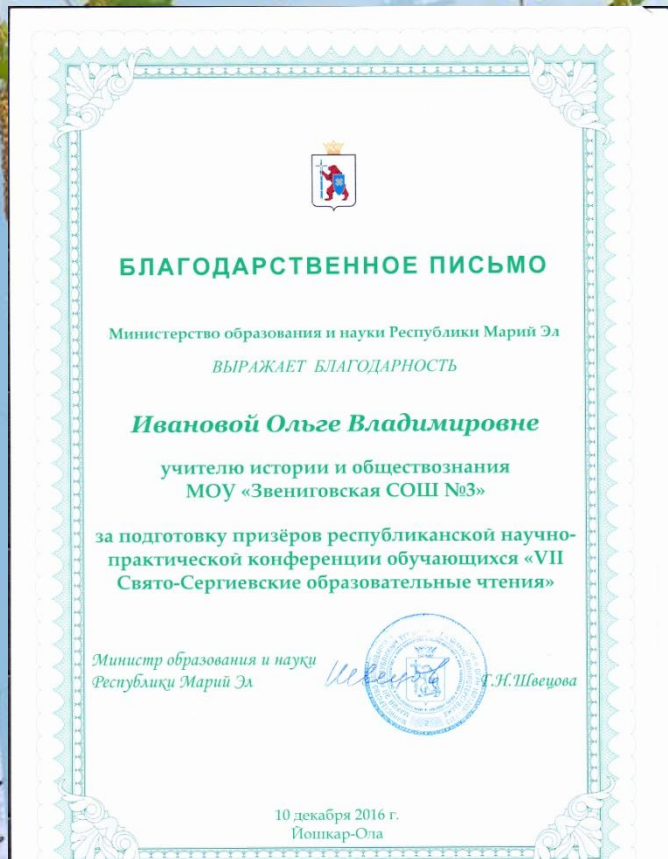 БЛАГОДАРСТВЕННОЕ ПИСЬМО
Министерство образования и науки Республики Марий Эл
ВЫРАЖАЕТ БЛАГОДАРНОСТЬ
Ивановой Ольге Владимировне
учителю истории и обществознания
МОУ «Звениговская СОШ №3»
за подготовку призёров республиканской научно-
практической конференции обучающихся «VII
Свято-Сергиевские образовательные чтения»
Министр образования и науки
Республики Марий Эл
Г.Н.Швецова
10 декабря 2016 г.
Йошкар-Ола